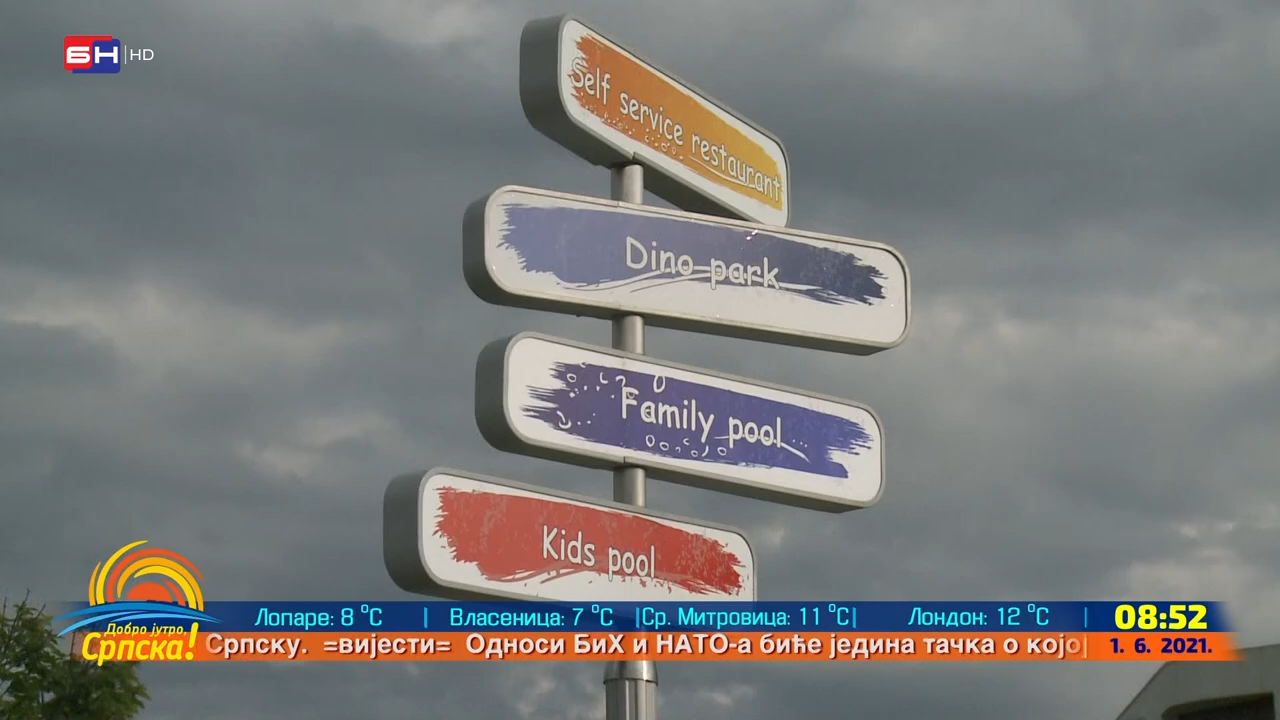 БН HD
Self service restaurant
Dino park
Family pool
Kids pool
Лопаре: 8 °C | Власеница: 7 °C | Ср. Митровица: 11 °C | Лондон: 12 °C |
08:52
Добро јутро,
Српска!
Српску. =вијести= Односи БиХ и НАТО-а биће једина тачка о којој
1. 6. 2021.